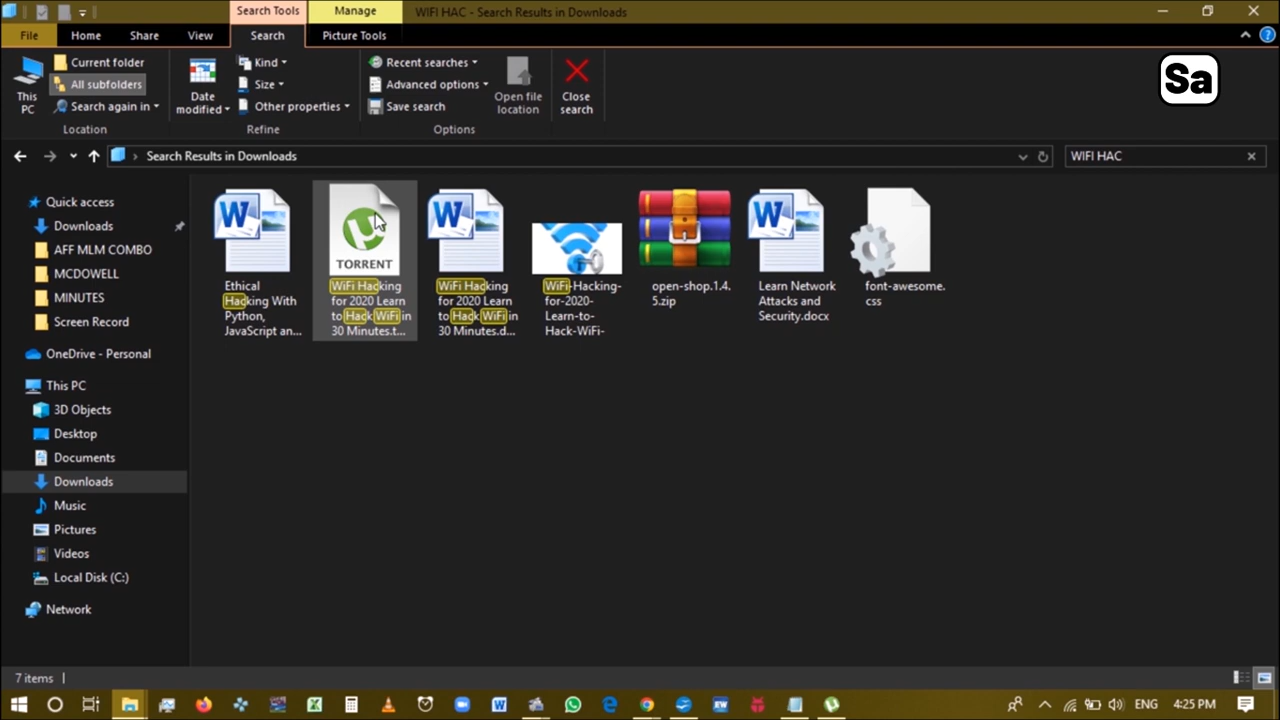 Search Tools
Manage
WIFI HAC - Search Results in Downloads
File
Home
Share
View
Search
Picture Tools
This PC
Current folder
All subfolders
Search again in
Location
Date modified
Kind
Size
Other properties
Refine
Recent searches
Advanced options
Save search
Options
Open file location
Close search
Sa
Search Results in Downloads
WIFI HAC
Quick access
Downloads
AFF MLM COMBO
MCDOWELL
MINUTES
Screen Record
OneDrive - Personal
This PC
3D Objects
Desktop
Documents
Downloads
Music
Pictures
Videos
Local Disk (C:)
Network
Ethical
Hacking With
Python,
JavaScript an...
TORRENT
WiFi Hacking
for 2020 Learn
to Hack WiFi in
30 Minutes.t...
WiFi Hacking
for 2020 Learn
to Hack WiFi in
30 Minutes.d...
WiFi-Hacking-
for-2020-
Learn-to-
Hack-WiFi-
open-shop.1.4.
5.zip
Learn Network
Attacks and
Security.docx
font-awesome.
css
7 items
ENG
4:25 PM